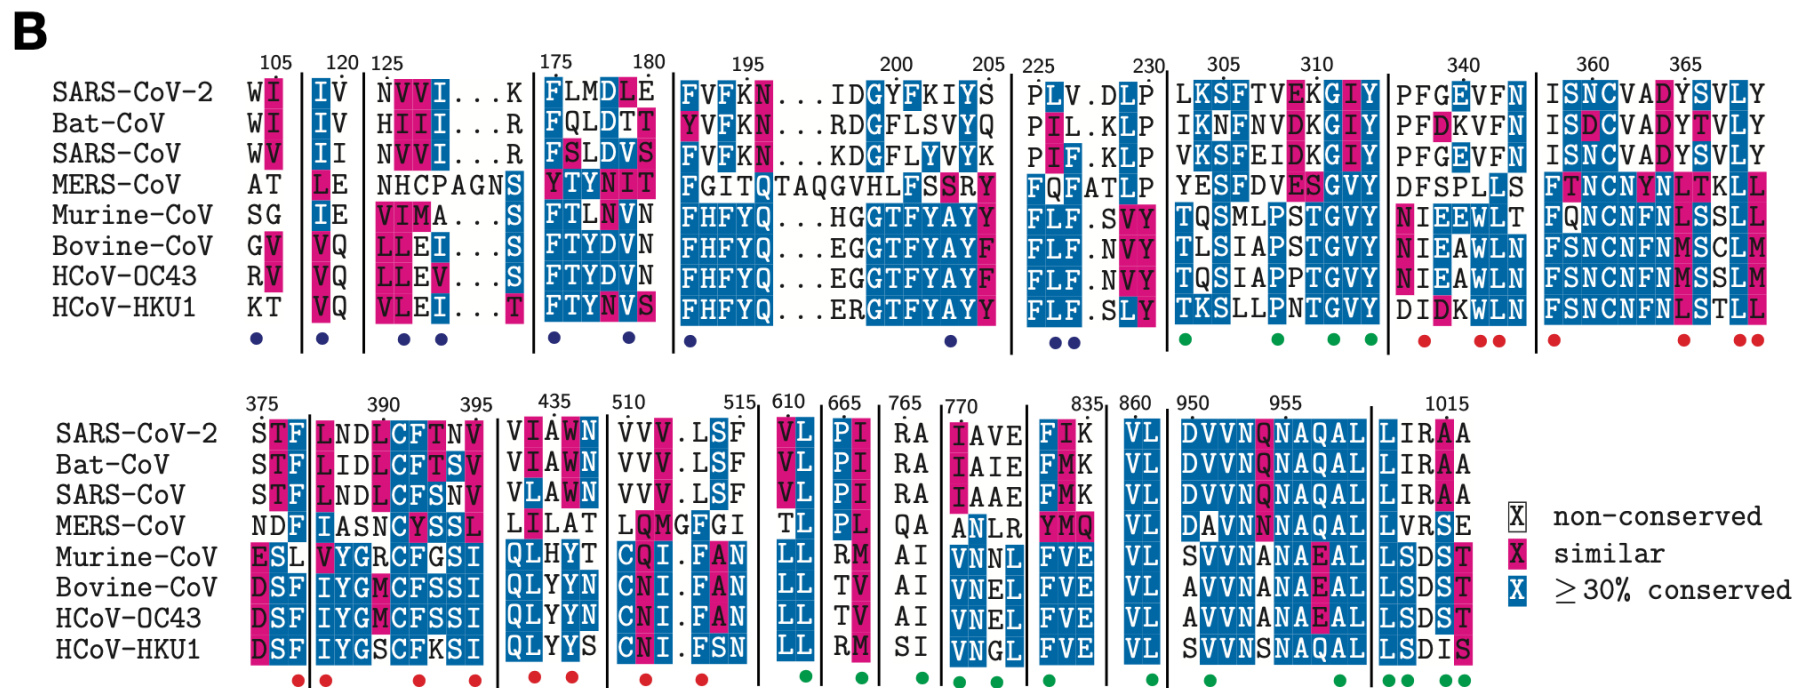 B
105 120 125 175 180 195 200 205 225 230 305 310 340 360 365
SARS-CoV-2 WI IV NVVI...K FLMDLE FVFKN...IDGYFKIYS PLV.DLP LKSFTVEKGIY PFGEVFN ISNCVADYSVLY
Bat-CoV WI IV HIII...R FQLDTT YVFKN...RDGFLSVYQ PIL.KLP IKNFNVDKGIY PFDKVFN ISDCVADYTVLY
SARS-CoV WV II NVVI...R FSLDVS FVFKN...KDGFLYVYK PIF.KLP VKSFEIDKGIY PFGEVFN ISNCVADYSVLY
MERS-CoV AT LE NHCPAGNS YTYNIT FGITQTAQGVHLFSSRY FQFATLP YESFDVESGVY DFSPLLS FTNCNYNLTKLL
Murine-CoV SG IE VIMA...S FTLNVN FHFYQ...HGGTFYAYY FLF.SVY TQSMLPSTGVY NIEEWLT FQNCNFNLSSLL
Bovine-CoV GV VQ LLEI...S FTYDVN FHFYQ...EGGTFYAYF FLF.NVY TLSIAPSTGVY NIEAWLN FSNCNFNMSCLM
HCoV-OC43 RV VQ LLEV...S FTYDVN FHFYQ...EGGTFYAYF FLF.NVY TQSIAPPTGVY NIEAWLN FSNCNFNMSSLM
HCoV-HKU1 KT VQ VLEI...T FTYNVS FHFYQ...ERGTFYAYY FLF.SLY TKSLLPNTGVY DIDKWLN FSNCNFNLSTLL
375 390 395 435 510 515 610 665 765 770 835 860 950 955 1015
SARS-CoV-2 STF LNDLCFTNV VIAWN VVV.LSF VL PI RA IAVE FIK VL DVVNQNAQAL LIRAA
Bat-CoV STF LIDLCFTSV VIAWN VVV.LSF VL PI RA IAIE FMK VL DVVNQNAQAL LIRAA
SARS-CoV STF LNDLCFSNV VLAWN VVV.LSF VL PI RA IAAE FMK VL DVVNQNAQAL LIRAA
MERS-CoV NDF IASNCYSSL LILAT LQMGFGI TL PL QA ANLR YMQ VL DAVNNNAQAL LVRSE
Murine-CoV ESL VYGRCFGSI QLHYT CQI.FAN LL RM AI VNNL FVE VL SVVNANAEAL LSDST
Bovine-CoV DSF IYGMCFSSI QLYYN CNI.FAN LL TV AI VNEL FVE VL AVVNANAEAL LSDST
HCoV-OC43 DSF IYGMCFSSI QLYYN CNI.FAN LL TV AI VNEL FVE VL AVVNANAEAL LSDST
HCoV-HKU1 DSF IYGSCFKSI QLYYS CNI.FSN LL RM SI VNGL FVE VL SVVNSNAQAL LSDIS
X non-conserved
X similar
X ≥30% conserved